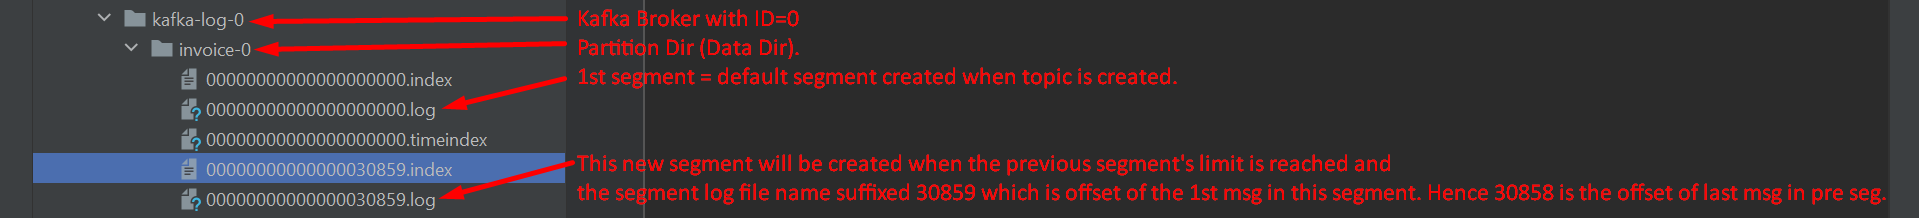 kafka-log-0 Kafka Broker with ID=0
invoice-0 Partition Dir (Data Dir).
00000000000000000000.index 1st segment = default segment created when topic is created.
00000000000000000000.log
00000000000000000000.timeindex
00000000000000030859.index This new segment will be created when the previous segment's limit is reached and
00000000000000030859.log the segment log file name suffixed 30859 which is offset of the 1st msg in this segment. Hence 30858 is the offset of last msg in pre seg.